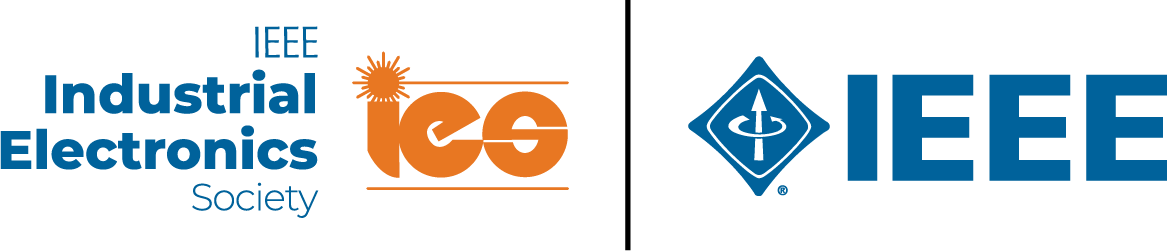 IEEE
Industrial
Electronics
Society
ies
IEEE
®